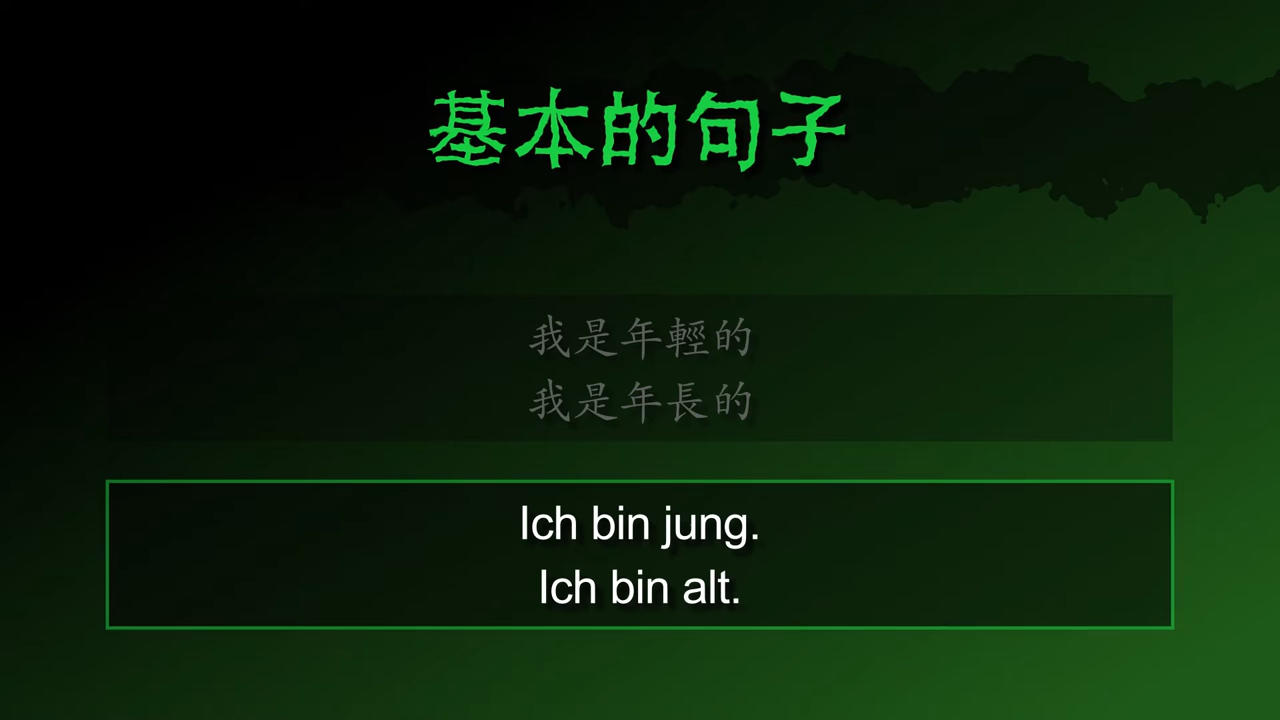 基本的句子
我是年輕的
我是年長的
Ich bin jung.
Ich bin alt.